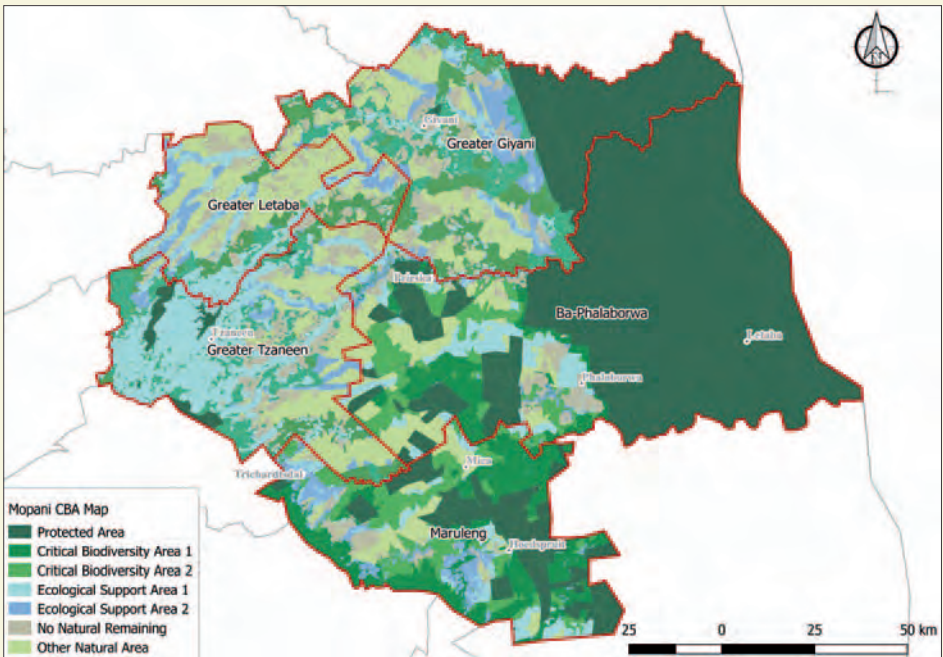 Giyani
Greater Giyani
Greater Letaba
Ba-Phalaborwa
Letaba
Tzaneen
Greater Tzaneen
Phalaborwa
Trichardtsdal
Mica
Maruleng
Hoedspruit
Mopani CBA Map
Protected Area
Critical Biodiversity Area 1
Critical Biodiversity Area 2
Ecological Support Area 1
Ecological Support Area 2
No Natural Remaining
Other Natural Area
25 0 25 50 km